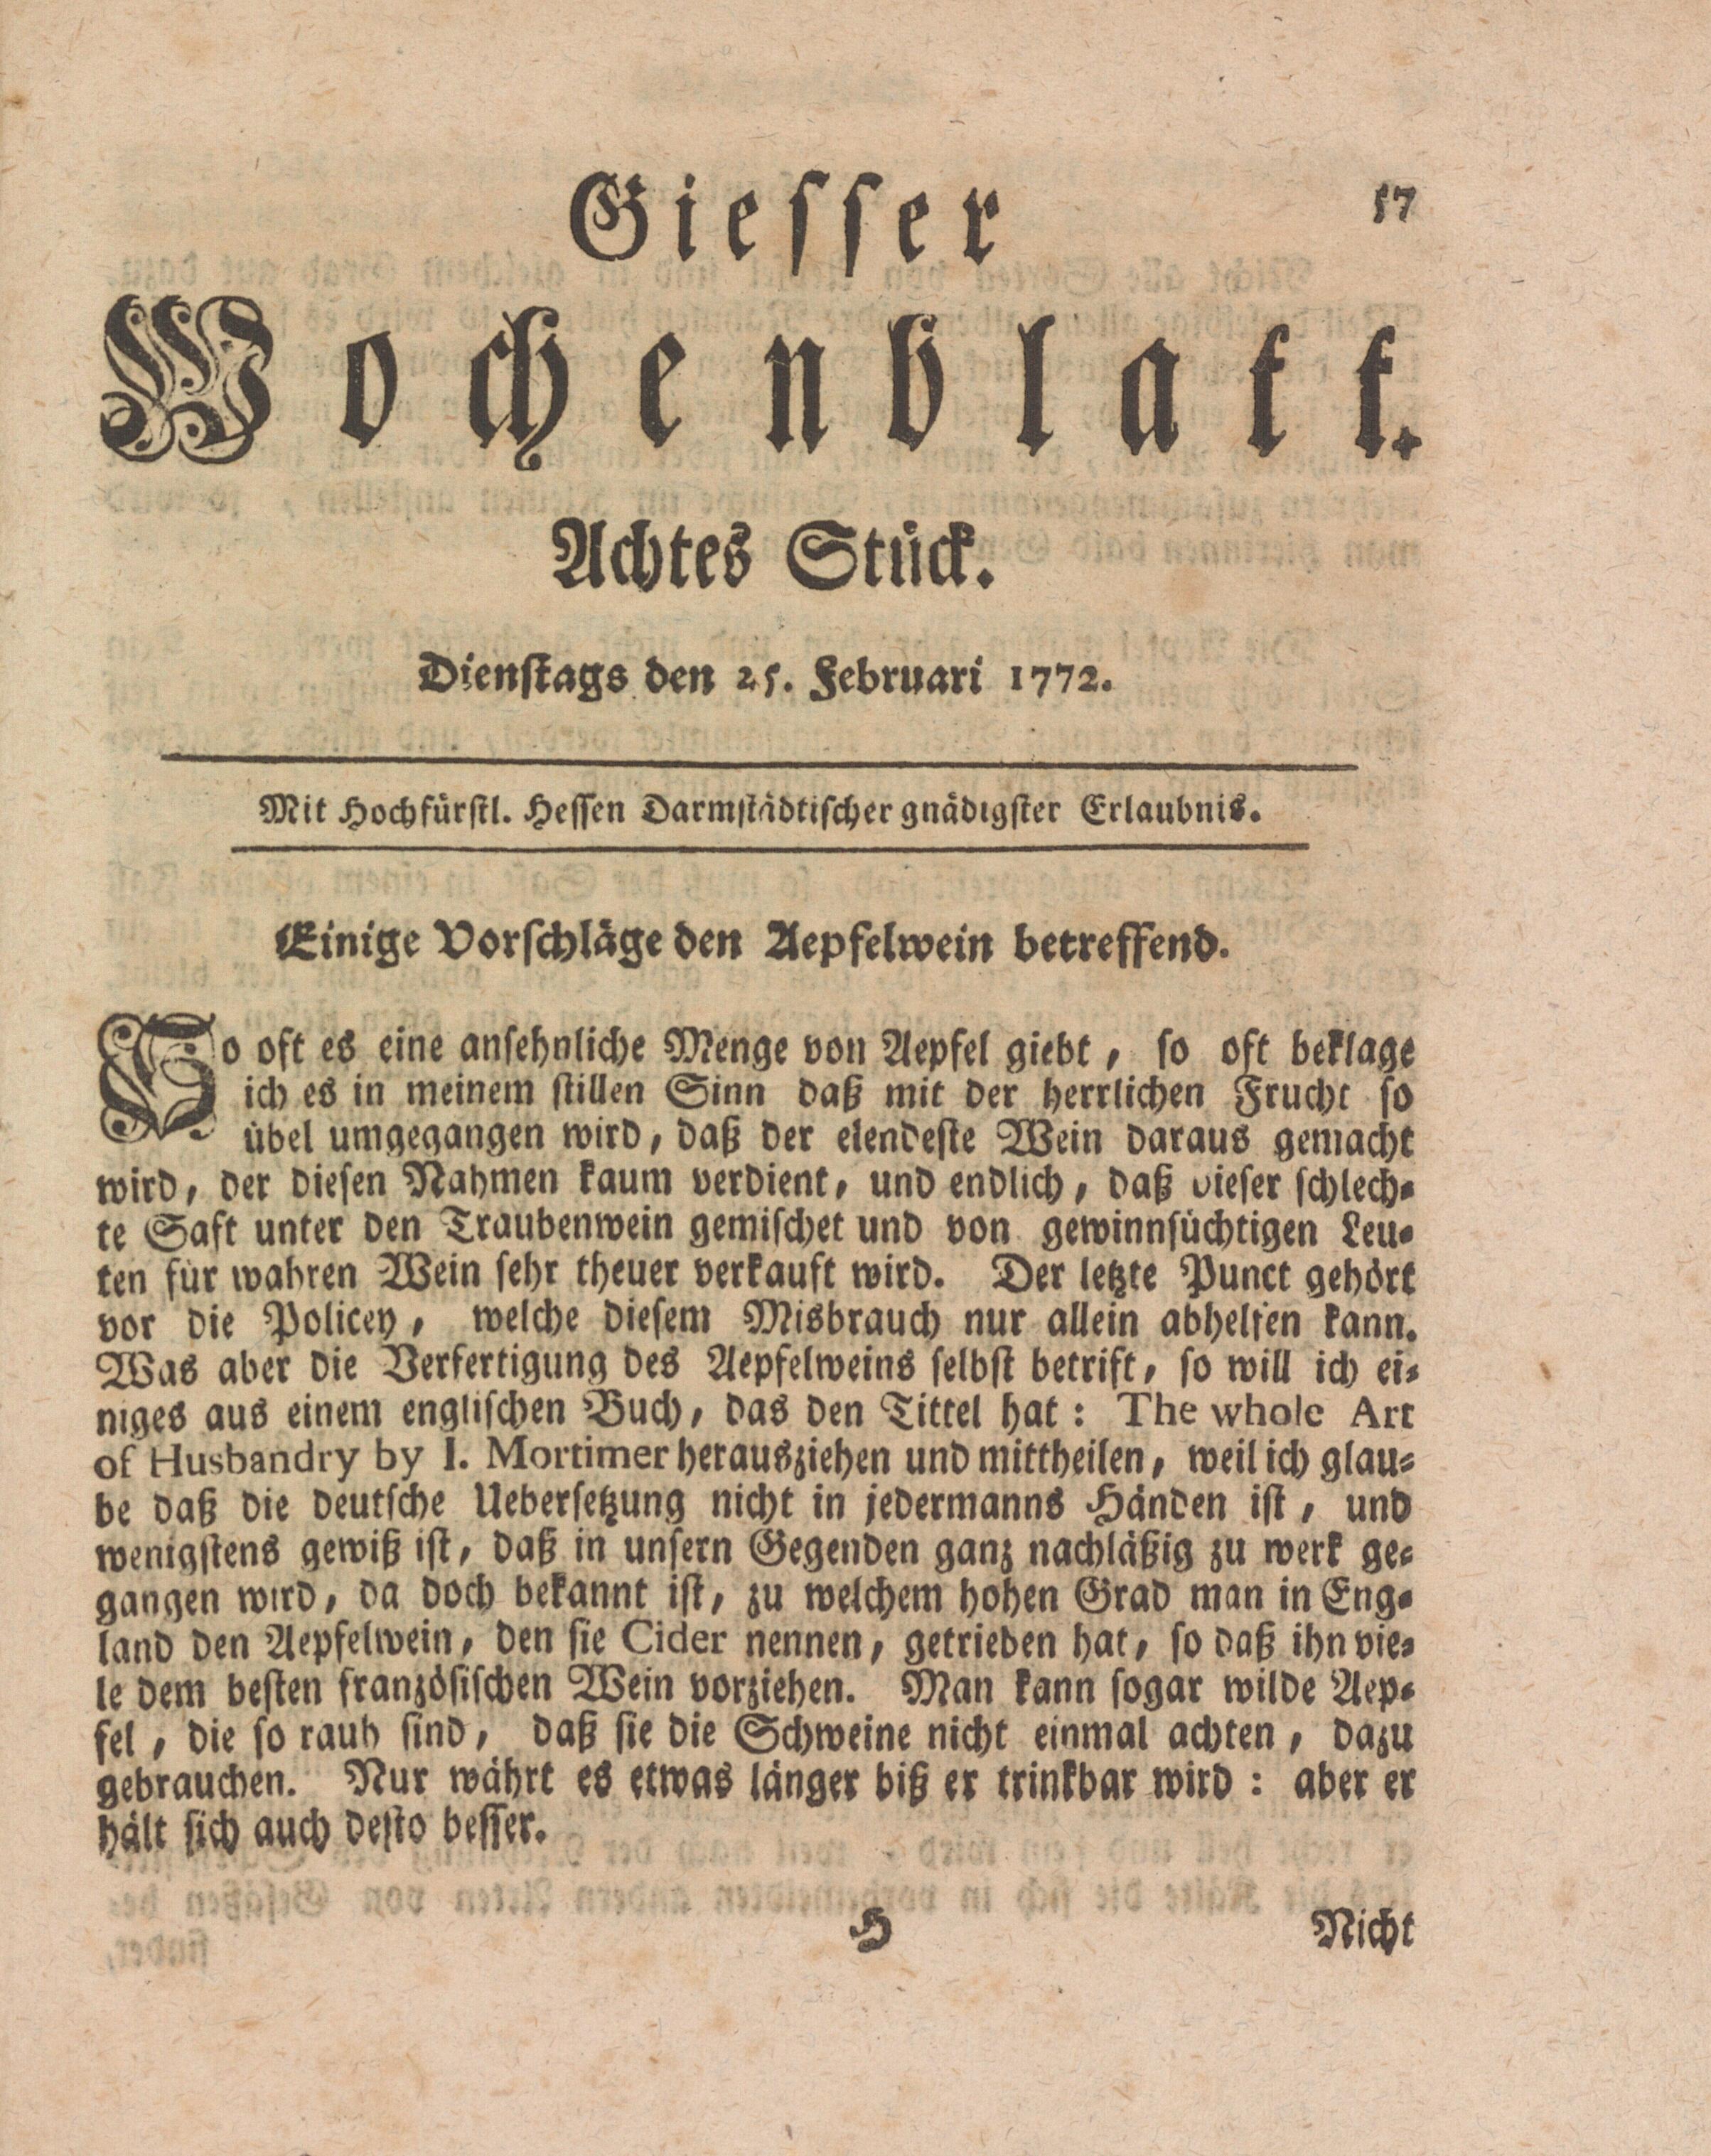 Giesser
57
Wochenblatt.
Achtes Stück.
Dienstags den 25. Februari 1772.
Mit Hochfürstl. Hessen Darmstädtischer gnädigster Erlaubnis.
Einige Vorschläge den Aepfelwein betreffend.
So oft es eine ansehnliche Menge von Aepfel giebt, so oft beklage
ich es in meinem stillen Sinn daß mit der herrlichen Frucht so
übel umgegangen wird, daß der elendeste Wein daraus gemacht
wird, der diesen Nahmen kaum verdient, und endlich, daß dieser schlech-
te Saft unter den Traubenwein gemischet und von gewinnsüchtigen Leu-
ten für wahren Wein sehr theuer verkauft wird. Der letzte Punct gehört
vor die Policey, welche diesem Misbrauch nur allein abhelfen kann.
Was aber die Verfertigung des Aepfelweins selbst betrift, so will ich ei-
niges aus einem englischen Buch, das den Tittel hat: The whole Art
of Husbandry by I. Mortimer herausziehen und mittheilen, weil ich glau-
be daß die deutsche Uebersetzung nicht in jedermanns Händen ist, und
wenigstens gewiß ist, daß in unsern Gegenden ganz nachläßig zu werk ge-
gangen wird, da doch bekannt ist, zu welchem hohen Grad man in Eng-
land den Aepfelwein, den sie Cider nennen, getrieben hat, so daß ihn vie-
le dem besten französischen Wein vorziehen. Man kann sogar wilde Aep-
fel, die so rauh sind, daß sie die Schweine nicht einmal achten, dazu
gebrauchen. Nur währt es etwas länger biß er trinkbar wird: aber er
hält sich auch desto besser.
H
Nicht